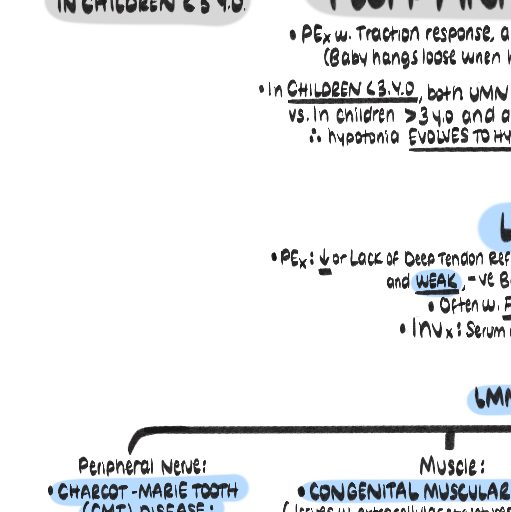 IN CHILDREN < 3 Y.O.
• PEx w. Traction response, a
(Baby hangs loose when h
• In CHILDREN <3.Y.O, both UMN
vs. In children >3 y.o and a
∴ hypotonia EVOLVES TO HY
L
• PEx: ↓ or Lack of Deep Tendon Ref
and WEAK, -ve B
• Often w. F
• Invx: Serum
LMN
Peripheral Nerve:
Muscle:
• CHARCOT-MARIE TOOTH
• CONGENITAL MUSCULAR
(CMT) DISEASE: